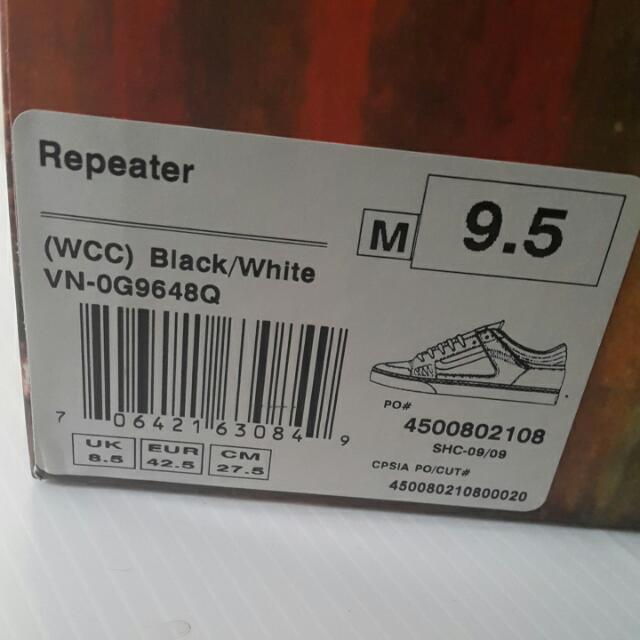 Repeater
M
9.5
(WCC) Black/White
VN-0G9648Q
7 06421 63084 9
UK
8.5
EUR
42.5
CM
27.5
PO#
4500802108
SHC-09/09
CPSIA PO/CUT#
450080210800020